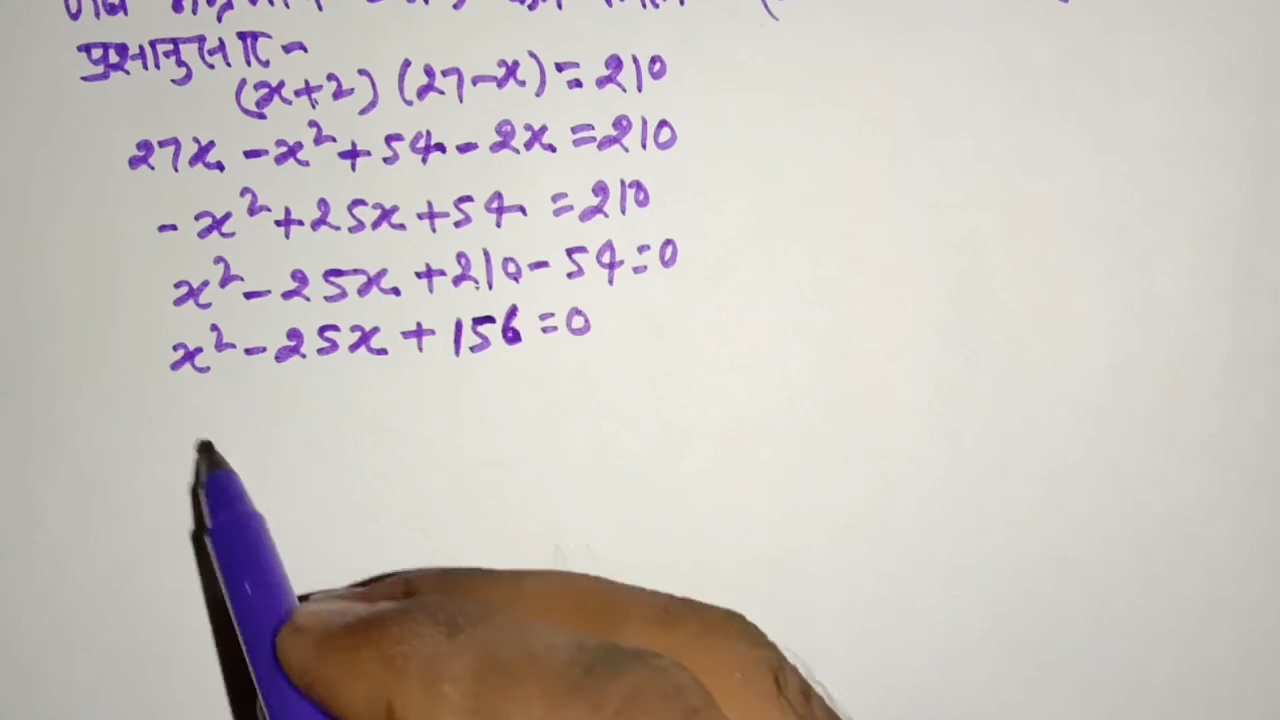 प्रश्नानुसार-
(x+2) (27-x) = 210
27x - x² + 54 - 2x = 210
- x² + 25x + 54 = 210
x² - 25x + 210 - 54 = 0
x² - 25x + 156 = 0